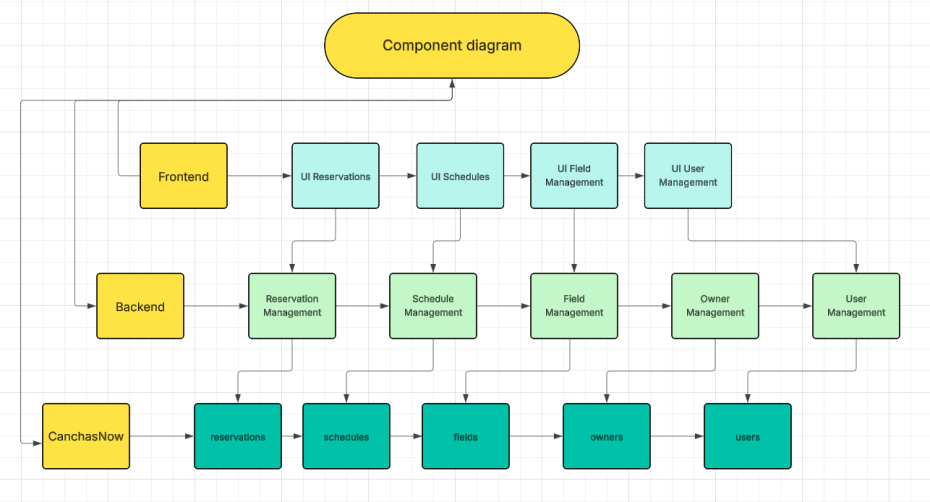 Component diagram
Frontend
UI Reservations
UI Schedules
UI Field
Management
UI User
Management
Backend
Reservation
Management
Schedule
Management
Field
Management
Owner
Management
User
Management
CanchasNow
reservations
schedules
fields
owners
users